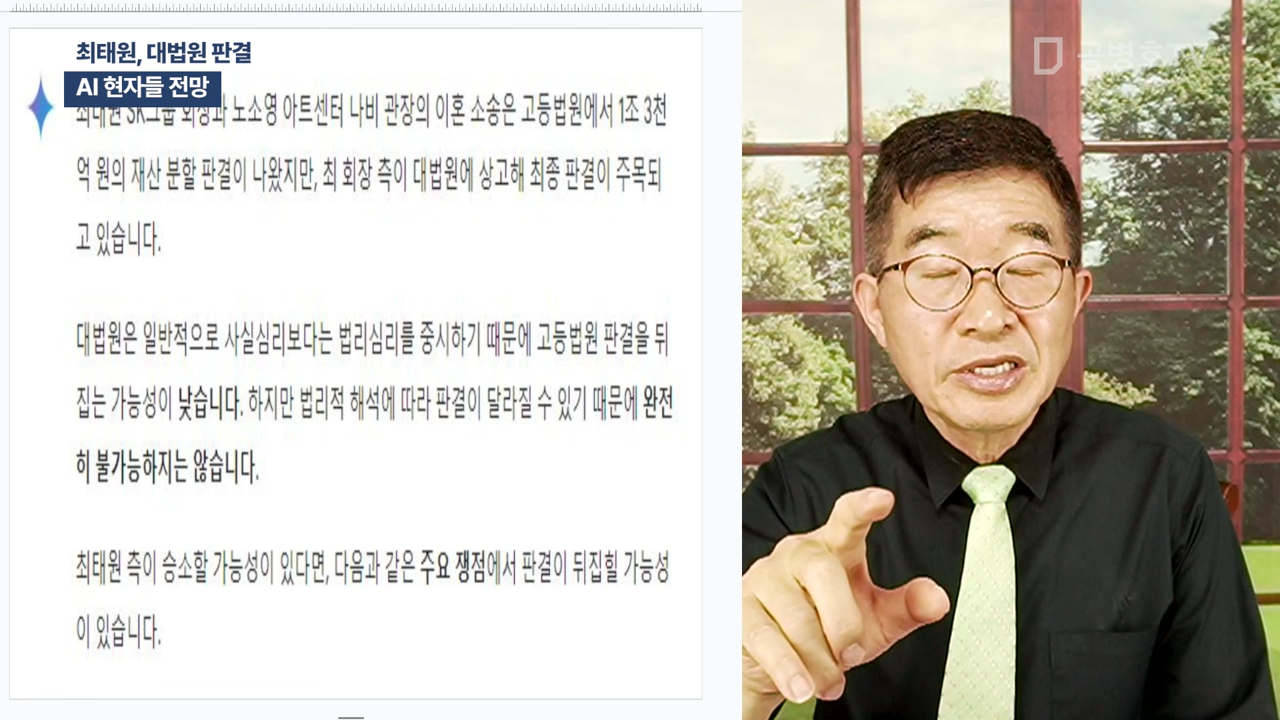 최태원, 대법원 판결
AI 현자들 전망
최태원 SK그룹 회장과 노소영 아트센터 나비 관장의 이혼 소송은 고등법원에서 1조 3천
억 원의 재산 분할 판결이 나왔지만, 최 회장 측이 대법원에 상고해 최종 판결이 주목되
고 있습니다.
대법원은 일반적으로 사실심리보다는 법리심리를 중시하기 때문에 고등법원 판결을 뒤
집는 가능성이 낮습니다. 하지만 법리적 해석에 따라 판결이 달라질 수 있기 때문에 완전
히 불가능하지는 않습니다.
최태원 측이 승소할 가능성이 있다면, 다음과 같은 주요 쟁점에서 판결이 뒤집힐 가능성
이 있습니다.
공병호TV